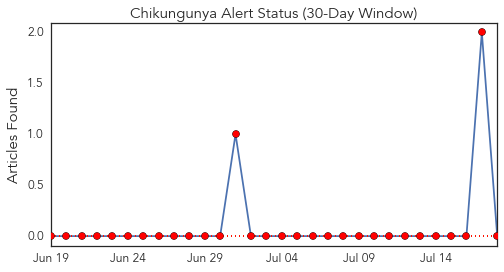 Chikungunya Alert Status (30-Day Window)
Articles Found
2.0
1.5
1.0
0.5
0.0
Jun 19 Jun 24 Jun 29 Jul 04 Jul 09 Jul 14